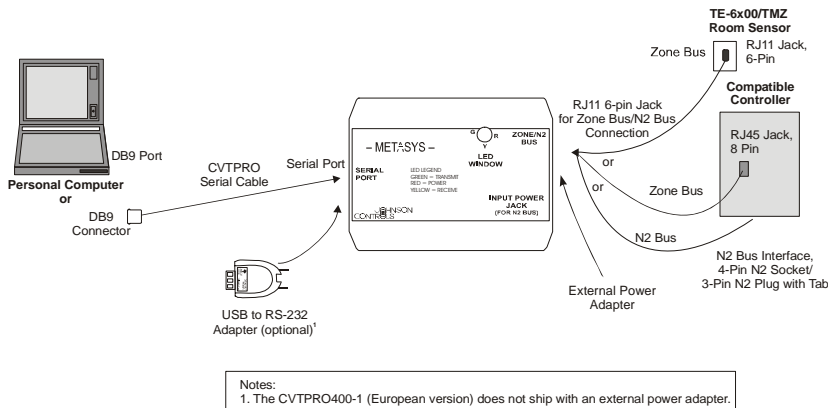 TE-6x00/TMZ
Room Sensor
RJ11 Jack,
6-Pin
Zone Bus
Compatible
Controller
RJ11 6-pin Jack
for Zone Bus/N2 Bus
Connection
RJ45 Jack,
8 Pin
or
or
Zone Bus
N2 Bus
N2 Bus Interface,
4-Pin N2 Socket/
3-Pin N2 Plug with Tab
External Power
Adapter
DB9 Port
Personal Computer
or
DB9
Connector
CVTPRO
Serial Cable
Serial Port
USB to RS-232
Adapter (optional)¹
– METASYS –
G
R
Y
LED
WINDOW
ZONE/N2
BUS
SERIAL
PORT
LED LEGEND
GREEN = TRANSMIT
RED = POWER
YELLOW = RECEIVE
INPUT POWER
JACK
(FOR N2 BUS)
JOHNSON
CONTROLS
Notes:
1. The CVTPRO400-1 (European version) does not ship with an external power adapter.